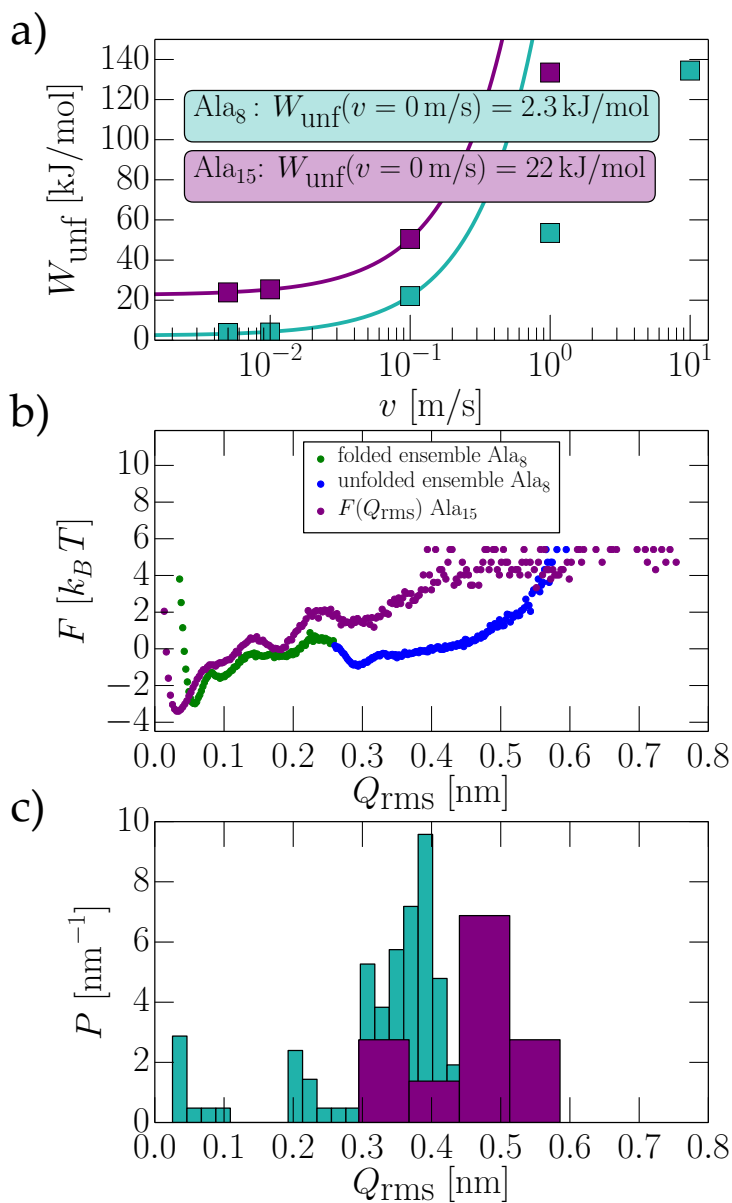 a)
140
120
100
80
60
40
20
0
W_unf [kJ/mol]
Ala₈ : W_unf(v = 0 m/s) = 2.3 kJ/mol
Ala₁₅: W_unf(v = 0 m/s) = 22 kJ/mol
10⁻² 10⁻¹ 10⁰ 10¹
v [m/s]
b)
10
8
6
4
2
0
−2
−4
F [k_B T]
folded ensemble Ala₈
unfolded ensemble Ala₈
F(Q_rms) Ala₁₅
0.0 0.1 0.2 0.3 0.4 0.5 0.6 0.7 0.8
Q_rms [nm]
c)
10
8
6
4
2
0
P [nm⁻¹]
0.0 0.1 0.2 0.3 0.4 0.5 0.6 0.7 0.8
Q_rms [nm]